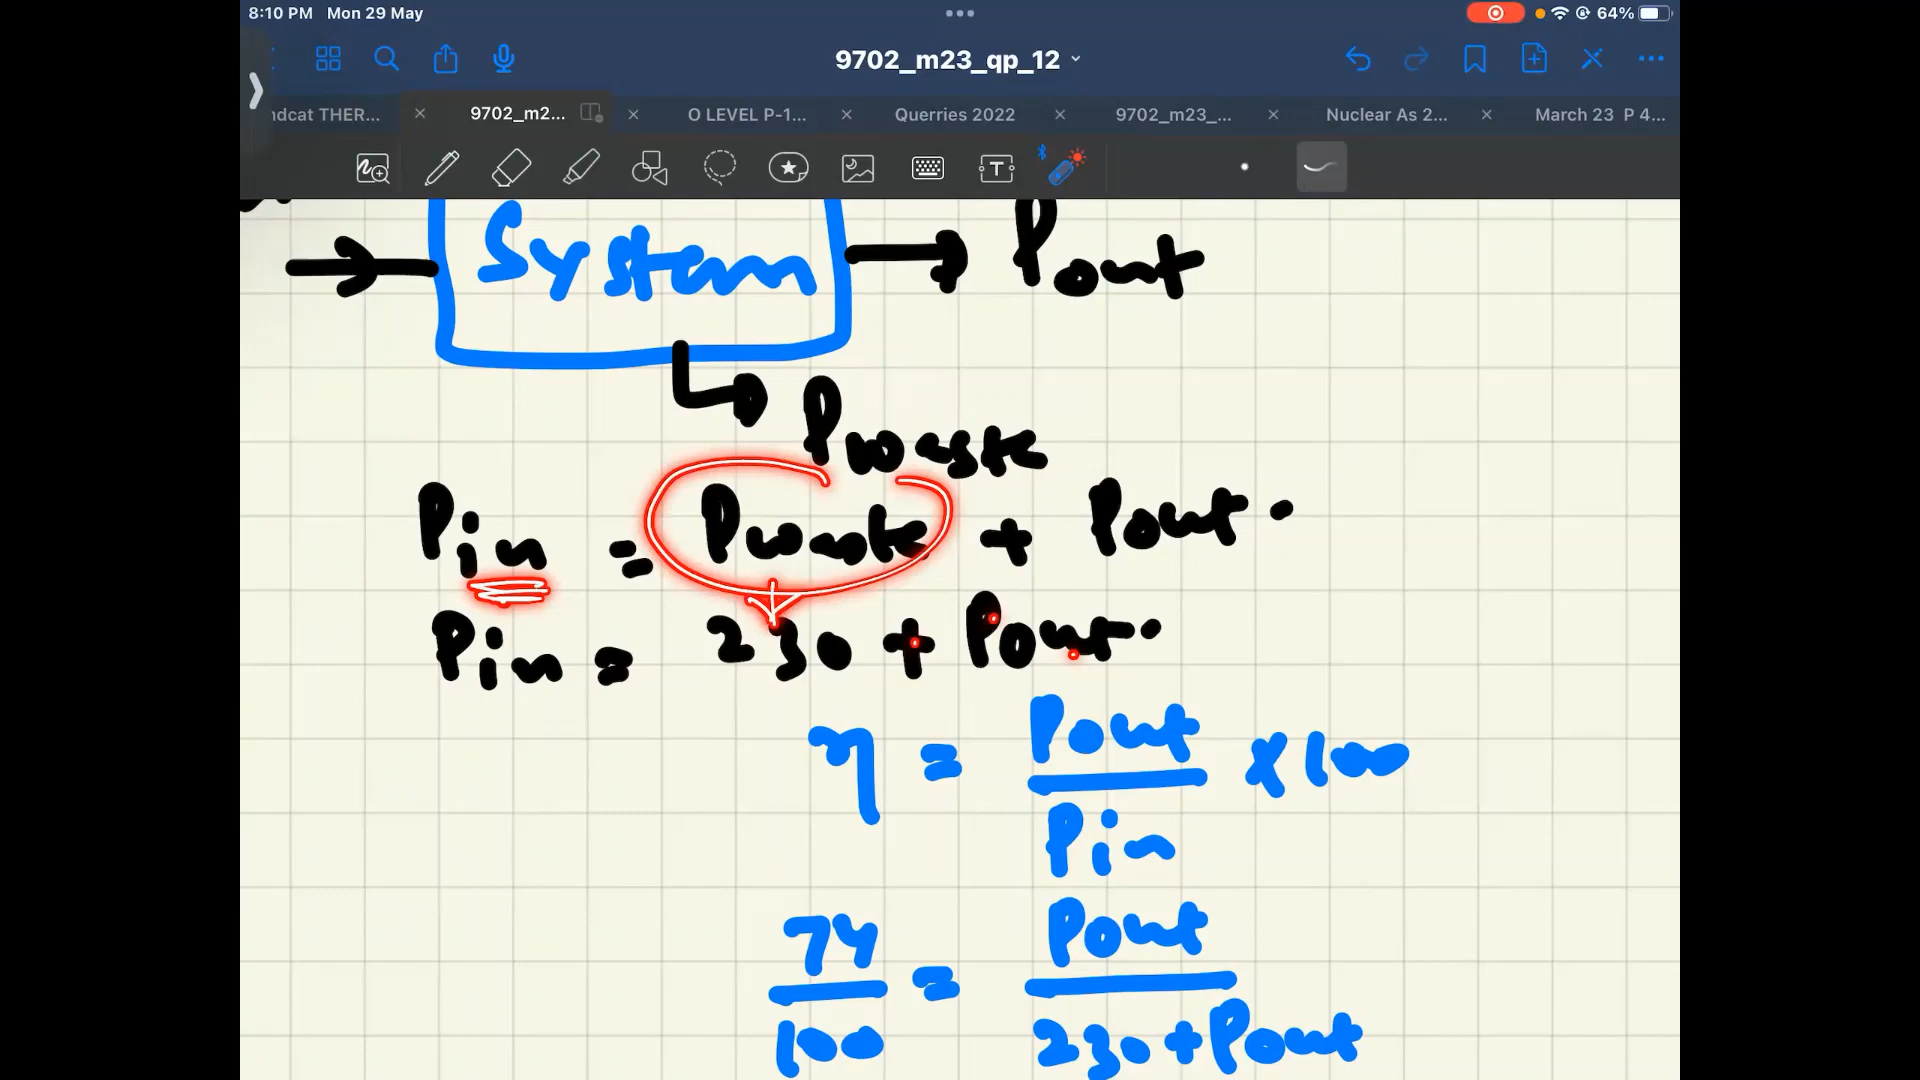 8:10 PM Mon 29 May
64%
9702_m23_qp_12
ndcat THER...
9702_m2...
O LEVEL P-1...
Querries 2022
9702_m23_...
Nuclear As 2...
March 23 P 4...
T
System
Pout
Pwaste
Pin = Pwaste + Pout.
Pin = 230 + Pout.
η = Pout / Pin × 100
74 / 100 = Pout / 230 + Pout